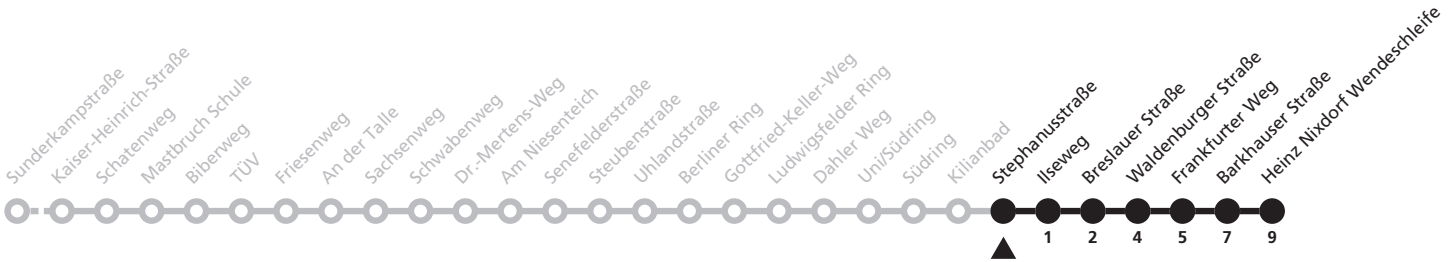 Sunderkampstraße
Kaiser-Heinrich-Straße
Schatenweg
Mastbruch Schule
Biberweg
TÜV
Friesenweg
An der Talle
Sachsenweg
Schwabenweg
Dr.-Mertens-Weg
Am Niesenteich
Senefelderstraße
Steubenstraße
Uhlandstraße
Berliner Ring
Gottfried-Keller-Weg
Ludwigsfelder Ring
Dahler Weg
Uni/Südring
Südring
Kilianbad
Stephanusstraße
Ilseweg
Breslauer Straße
Waldenburger Straße
Frankfurter Weg
Barkhauser Straße
Heinz Nixdorf Wendeschleife
1 2 4 5 7 9